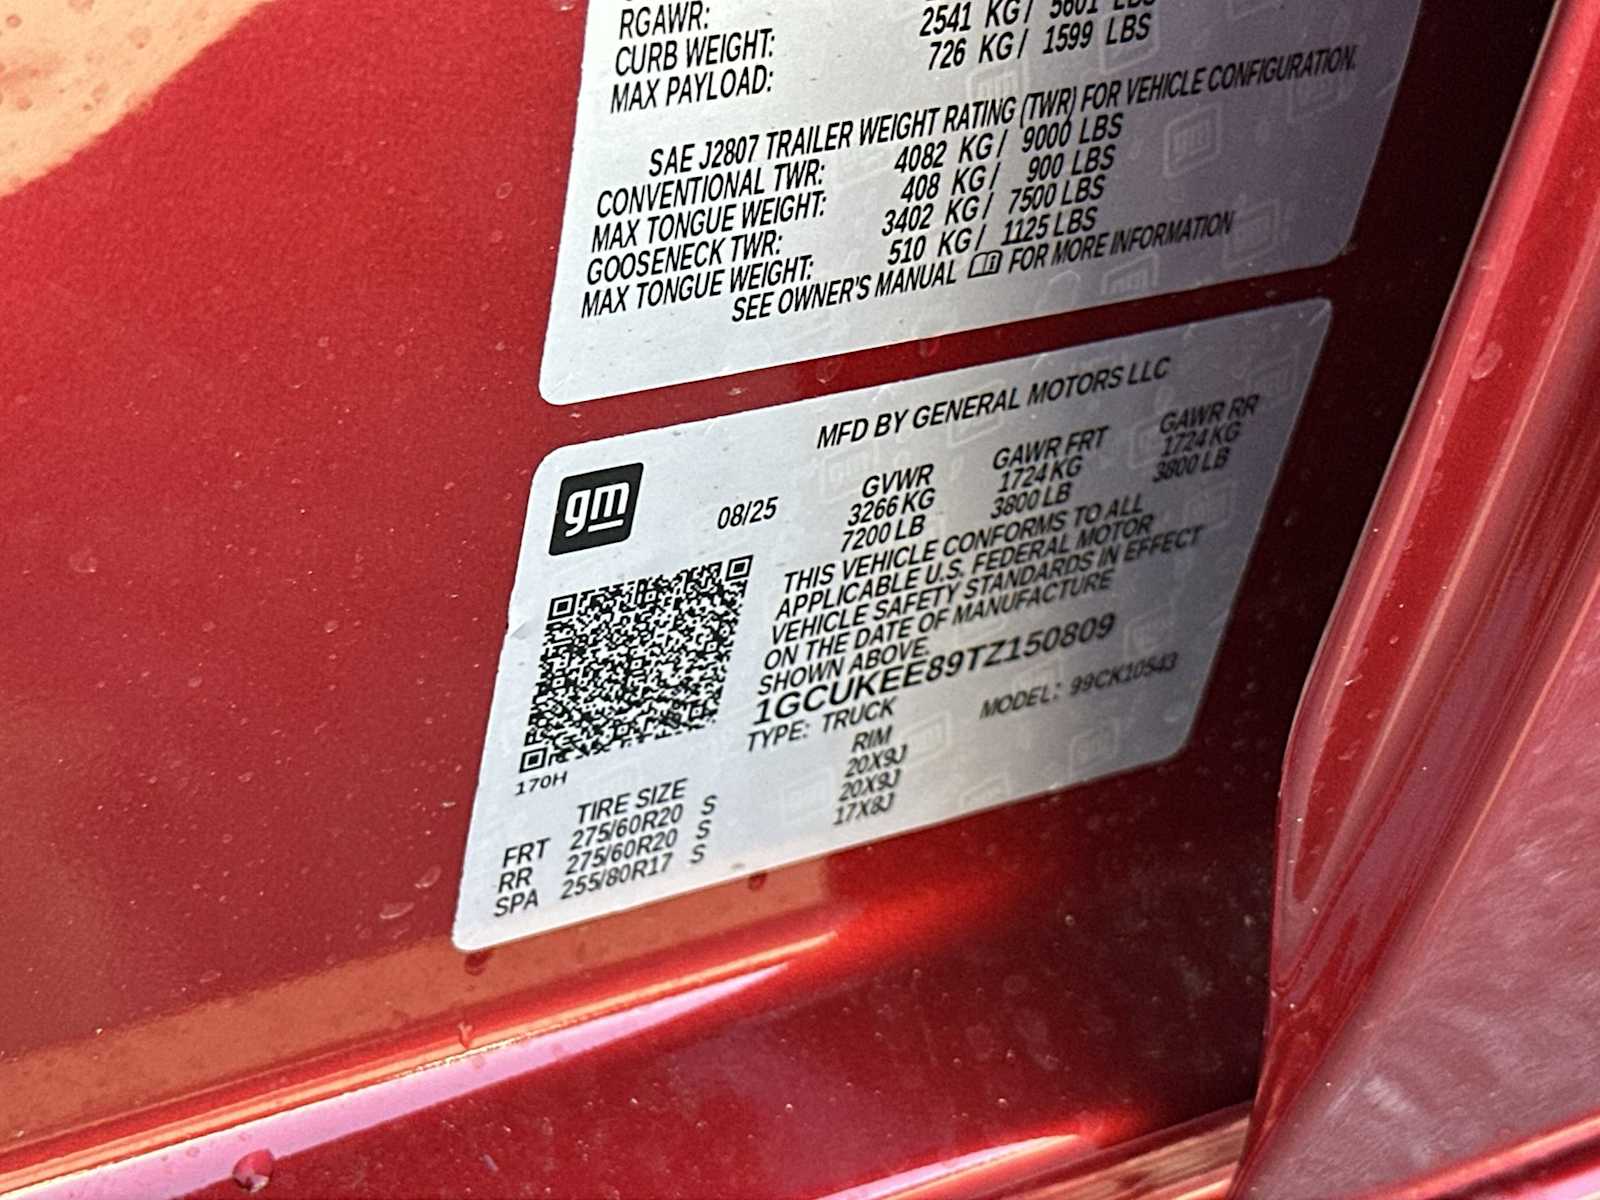 RGAWR:
CURB WEIGHT: 2541 KG / 5601 LBS
MAX PAYLOAD: 726 KG / 1599 LBS
SAE J2807 TRAILER WEIGHT RATING (TWR) FOR VEHICLE CONFIGURATION.
CONVENTIONAL TWR: 4082 KG / 9000 LBS
MAX TONGUE WEIGHT: 408 KG / 900 LBS
GOOSENECK TWR: 3402 KG / 7500 LBS
MAX TONGUE WEIGHT: 510 KG / 1125 LBS
SEE OWNER'S MANUAL FOR MORE INFORMATION
MFD BY GENERAL MOTORS LLC
gm
08/25
GVWR GAWR FRT GAWR RR
3266 KG 1724 KG 1724 KG
7200 LB 3800 LB 3800 LB
THIS VEHICLE CONFORMS TO ALL
APPLICABLE U.S. FEDERAL MOTOR
VEHICLE SAFETY STANDARDS IN EFFECT
ON THE DATE OF MANUFACTURE
SHOWN ABOVE.
1GCUKEE89TZ150809
TYPE: TRUCK MODEL: 99CK10543
170H
TIRE SIZE RIM
FRT 275/60R20 S 20X9J
RR 275/60R20 S 20X9J
SPA 255/80R17 S 17X8J